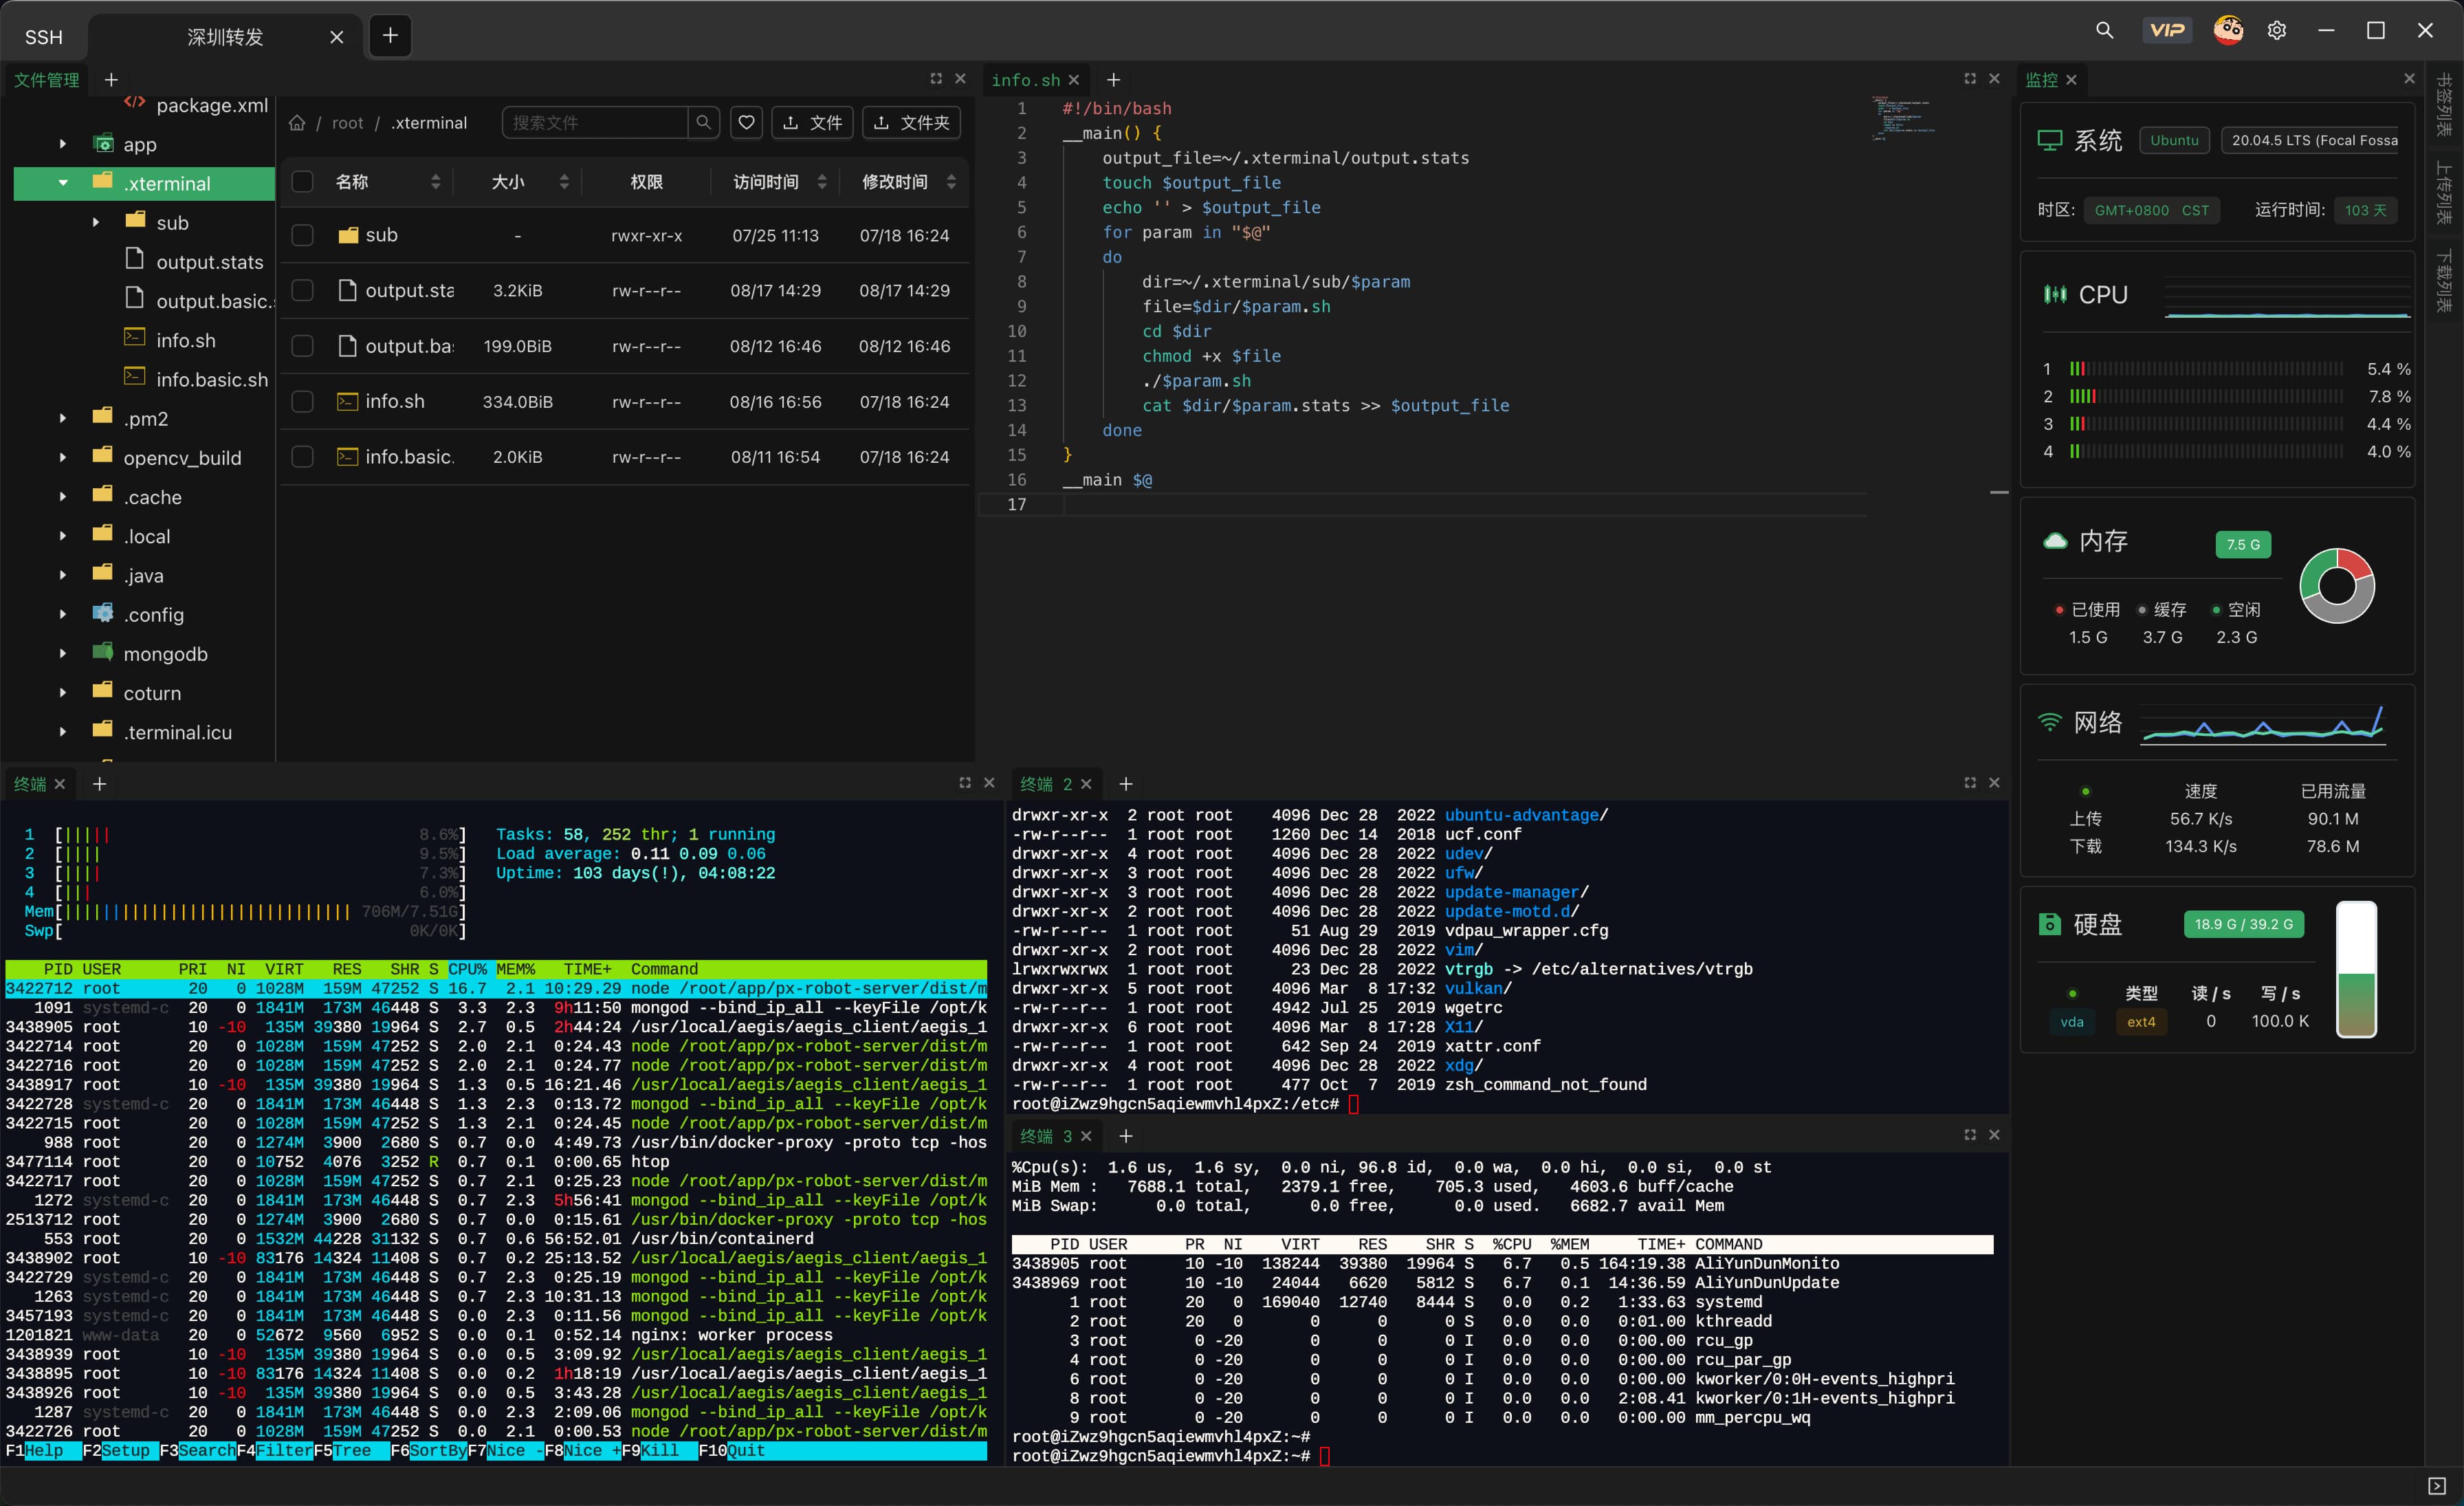 SSH
深圳转发
VIP
文件管理
package.xml
app
.xterminal
sub
output.stats
output.basic.
info.sh
info.basic.sh
.pm2
opencv_build
.cache
.local
.java
.config
mongodb
coturn
.terminal.icu
/ root / .xterminal
搜索文件
文件
文件夹
名称 大小 权限 访问时间 修改时间
sub - rwxr-xr-x 07/25 11:13 07/18 16:24
output.sta 3.2KiB rw-r--r-- 08/17 14:29 08/17 14:29
output.ba 199.0BiB rw-r--r-- 08/12 16:46 08/12 16:46
info.sh 334.0BiB rw-r--r-- 08/16 16:56 07/18 16:24
info.basic. 2.0KiB rw-r--r-- 08/11 16:54 07/18 16:24
info.sh
1 #!/bin/bash
2 __main() {
3 output_file=~/.xterminal/output.stats
4 touch $output_file
5 echo '' > $output_file
6 for param in "$@"
7 do
8 dir=~/.xterminal/sub/$param
9 file=$dir/$param.sh
10 cd $dir
11 chmod +x $file
12 ./$param.sh
13 cat $dir/$param.stats >> $output_file
14 done
15 }
16 __main $@
17
监控
系统 Ubuntu 20.04.5 LTS (Focal Fossa
时区: GMT+0800 CST 运行时间: 103 天
CPU
1 5.4 %
2 7.8 %
3 4.4 %
4 4.0 %
内存 7.5 G
已使用 缓存 空闲
1.5 G 3.7 G 2.3 G
网络
速度 已用流量
上传 56.7 K/s 90.1 M
下载 134.3 K/s 78.6 M
硬盘 18.9 G / 39.2 G
类型 读 / s 写 / s
vda ext4 0 100.0 K
书签列表
上传列表
下载列表
终端
1 [||||| 8.6%] Tasks: 58, 252 thr; 1 running
2 [|||| 9.5%] Load average: 0.11 0.09 0.06
3 [|||| 7.3%] Uptime: 103 days(!), 04:08:22
4 [||| 6.0%]
Mem[|||||||||||||||||||||||||||||| 706M/7.51G]
Swp[ 0K/0K]
PID USER PRI NI VIRT RES SHR S CPU% MEM% TIME+ Command
3422712 root 20 0 1028M 159M 47252 S 16.7 2.1 10:29.29 node /root/app/px-robot-server/dist/m
1091 systemd-c 20 0 1841M 173M 46448 S 3.3 2.3 9h11:50 mongod --bind_ip_all --keyFile /opt/k
3438905 root 10 -10 135M 39380 19964 S 2.7 0.5 2h44:24 /usr/local/aegis/aegis_client/aegis_1
3422714 root 20 0 1028M 159M 47252 S 2.0 2.1 0:24.43 node /root/app/px-robot-server/dist/m
3422716 root 20 0 1028M 159M 47252 S 2.0 2.1 0:24.77 node /root/app/px-robot-server/dist/m
3438917 root 10 -10 135M 39380 19964 S 1.3 0.5 16:21.46 /usr/local/aegis/aegis_client/aegis_1
3422728 systemd-c 20 0 1841M 173M 46448 S 1.3 2.3 0:13.72 mongod --bind_ip_all --keyFile /opt/k
3422715 root 20 0 1028M 159M 47252 S 1.3 2.1 0:24.45 node /root/app/px-robot-server/dist/m
988 root 20 0 1274M 3900 2680 S 0.7 0.0 4:49.73 /usr/bin/docker-proxy -proto tcp -hos
3477114 root 20 0 10752 4076 3252 R 0.7 0.1 0:00.65 htop
3422717 root 20 0 1028M 159M 47252 S 0.7 2.1 0:25.23 node /root/app/px-robot-server/dist/m
1272 systemd-c 20 0 1841M 173M 46448 S 0.7 2.3 5h56:41 mongod --bind_ip_all --keyFile /opt/k
2513712 root 20 0 1274M 3900 2680 S 0.7 0.0 0:15.61 /usr/bin/docker-proxy -proto tcp -hos
553 root 20 0 1532M 44228 31132 S 0.7 0.6 56:52.01 /usr/bin/containerd
3438902 root 10 -10 83176 14324 11408 S 0.7 0.2 25:13.52 /usr/local/aegis/aegis_client/aegis_1
3422729 systemd-c 20 0 1841M 173M 46448 S 0.7 2.3 0:25.19 mongod --bind_ip_all --keyFile /opt/k
1263 systemd-c 20 0 1841M 173M 46448 S 0.7 2.3 10:31.13 mongod --bind_ip_all --keyFile /opt/k
3457193 systemd-c 20 0 1841M 173M 46448 S 0.0 2.3 0:11.56 mongod --bind_ip_all --keyFile /opt/k
1201821 www-data 20 0 52672 9560 6952 S 0.0 0.1 0:52.14 nginx: worker process
3438939 root 10 -10 135M 39380 19964 S 0.0 0.5 3:09.92 /usr/local/aegis/aegis_client/aegis_1
3438895 root 10 -10 83176 14324 11408 S 0.0 0.2 1h18:19 /usr/local/aegis/aegis_client/aegis_1
3438926 root 10 -10 135M 39380 19964 S 0.0 0.5 3:43.28 /usr/local/aegis/aegis_client/aegis_1
1287 systemd-c 20 0 1841M 173M 46448 S 0.0 2.3 2:09.06 mongod --bind_ip_all --keyFile /opt/k
3422726 root 20 0 1028M 159M 47252 S 0.0 2.1 0:00.53 node /root/app/px-robot-server/dist/m
F1Help F2Setup F3SearchF4FilterF5Tree F6SortByF7Nice -F8Nice +F9Kill F10Quit
终端 2
drwxr-xr-x 2 root root 4096 Dec 28 2022 ubuntu-advantage/
-rw-r--r-- 1 root root 1260 Dec 14 2018 ucf.conf
drwxr-xr-x 4 root root 4096 Dec 28 2022 udev/
drwxr-xr-x 3 root root 4096 Dec 28 2022 ufw/
drwxr-xr-x 3 root root 4096 Dec 28 2022 update-manager/
drwxr-xr-x 2 root root 4096 Dec 28 2022 update-motd.d/
-rw-r--r-- 1 root root 51 Aug 29 2019 vdpau_wrapper.cfg
drwxr-xr-x 2 root root 4096 Dec 28 2022 vim/
lrwxrwxrwx 1 root root 23 Dec 28 2022 vtrgb -> /etc/alternatives/vtrgb
drwxr-xr-x 5 root root 4096 Mar 8 17:32 vulkan/
-rw-r--r-- 1 root root 4942 Jul 25 2019 wgetrc
drwxr-xr-x 6 root root 4096 Mar 8 17:28 X11/
-rw-r--r-- 1 root root 642 Sep 24 2019 xattr.conf
drwxr-xr-x 4 root root 4096 Dec 28 2022 xdg/
-rw-r--r-- 1 root root 477 Oct 7 2019 zsh_command_not_found
root@iZwz9hgcn5aqiewmvhl4pxZ:/etc#
终端 3
%Cpu(s): 1.6 us, 1.6 sy, 0.0 ni, 96.8 id, 0.0 wa, 0.0 hi, 0.0 si, 0.0 st
MiB Mem : 7688.1 total, 2379.1 free, 705.3 used, 4603.6 buff/cache
MiB Swap: 0.0 total, 0.0 free, 0.0 used. 6682.7 avail Mem
PID USER PR NI VIRT RES SHR S %CPU %MEM TIME+ COMMAND
3438905 root 10 -10 138244 39380 19964 S 6.7 0.5 164:19.38 AliYunDunMonito
3438969 root 10 -10 24044 6620 5812 S 6.7 0.1 14:36.59 AliYunDunUpdate
1 root 20 0 169040 12740 8444 S 0.0 0.2 1:33.63 systemd
2 root 20 0 0 0 0 S 0.0 0.0 0:01.00 kthreadd
3 root 0 -20 0 0 0 I 0.0 0.0 0:00.00 rcu_gp
4 root 0 -20 0 0 0 I 0.0 0.0 0:00.00 rcu_par_gp
6 root 0 -20 0 0 0 I 0.0 0.0 0:00.00 kworker/0:0H-events_highpri
8 root 0 -20 0 0 0 I 0.0 0.0 2:08.41 kworker/0:1H-events_highpri
9 root 0 -20 0 0 0 I 0.0 0.0 0:00.00 mm_percpu_wq
root@iZwz9hgcn5aqiewmvhl4pxZ:~#
root@iZwz9hgcn5aqiewmvhl4pxZ:~#